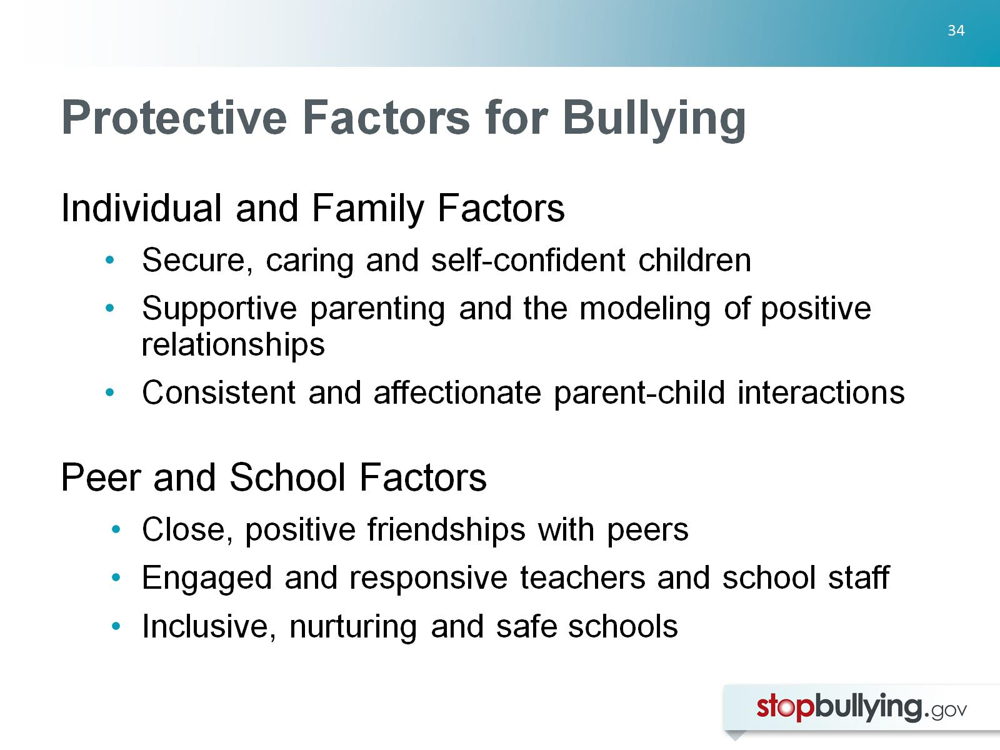 34
Protective Factors for Bullying
Individual and Family Factors
• Secure, caring and self-confident children
• Supportive parenting and the modeling of positive
relationships
• Consistent and affectionate parent-child interactions
Peer and School Factors
• Close, positive friendships with peers
• Engaged and responsive teachers and school staff
• Inclusive, nurturing and safe schools
stopbullying.gov